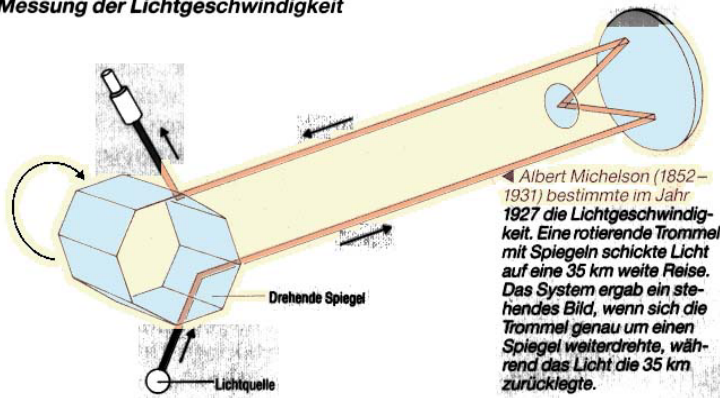 Messung der Lichtgeschwindigkeit
◀ Albert Michelson (1852–
1931) bestimmte im Jahr
1927 die Lichtgeschwindig-
keit. Eine rotierende Trommel
mit Spiegeln schickte Licht
auf eine 35 km weite Reise.
Das System ergab ein ste-
hendes Bild, wenn sich die
Trommel genau um einen
Spiegel weiterdrehte, wäh-
rend das Licht die 35 km
zurücklegte.
Drehende Spiegel
Lichtquelle